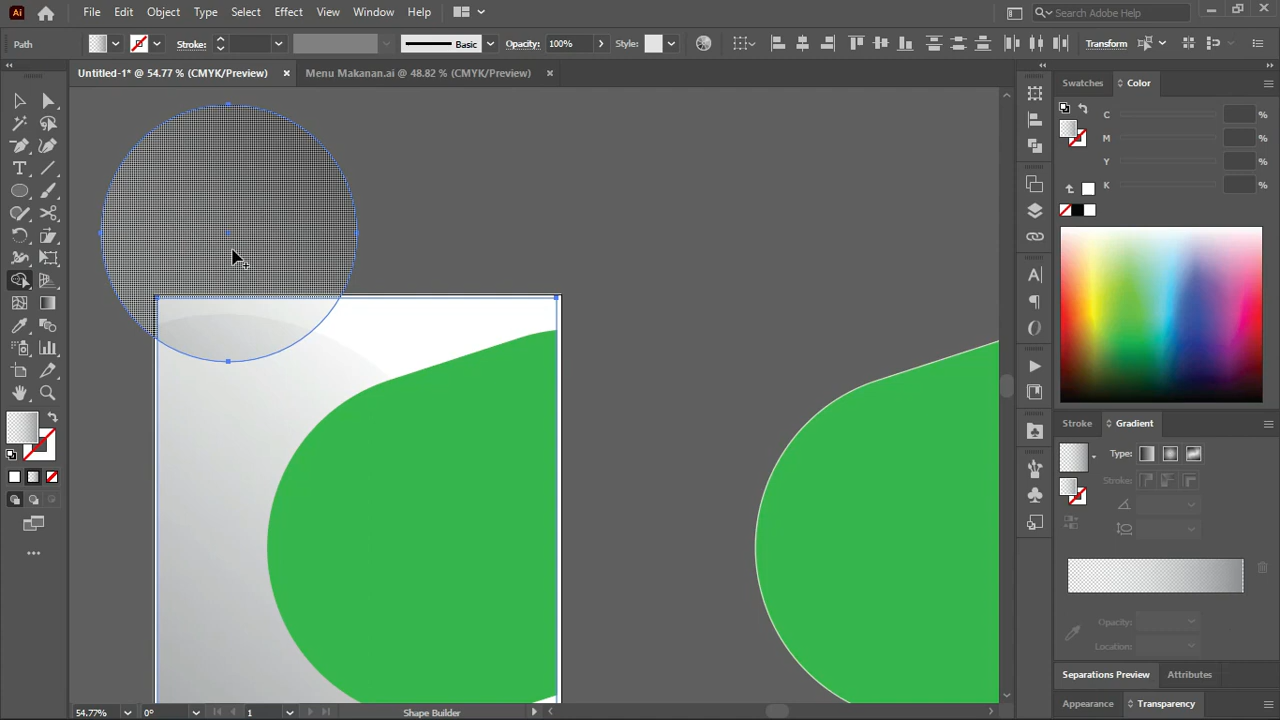 Ai File Edit Object Type Select Effect View Window Help Search Adobe Help
Path Stroke: Basic Opacity: 100% Style: Transform
Untitled-1* @ 54.77 % (CMYK/Preview) × Menu Makanan.ai @ 48.82 % (CMYK/Preview) ×
Swatches Color
C %
M %
Y %
K %
Stroke Gradient
Type:
Stroke:
Opacity:
Location:
Separations Preview Attributes
Appearance Transparency
54.77% 0° 1 Shape Builder